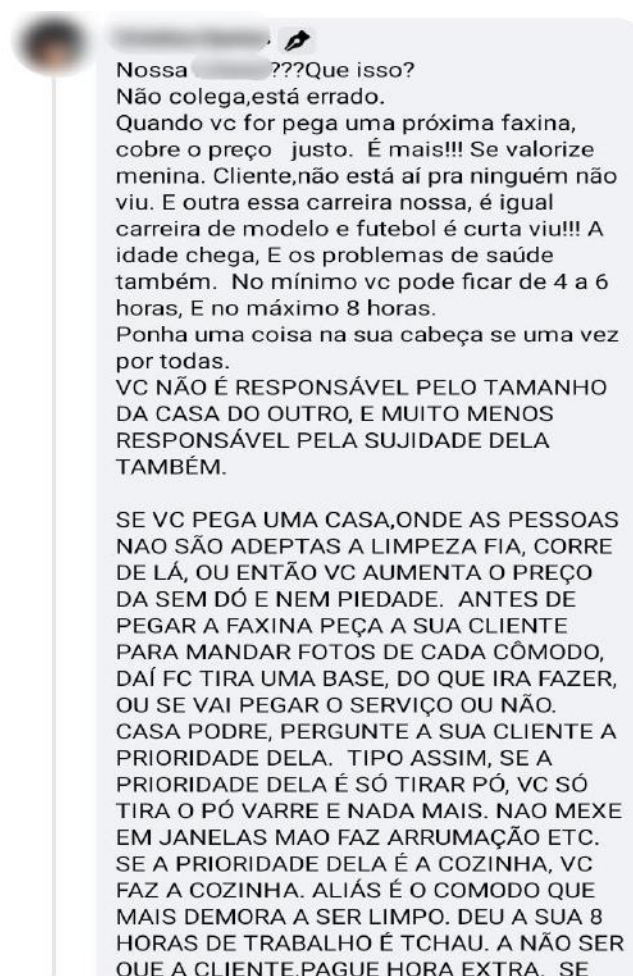 Nossa ???Que isso?
Não colega,está errado.
Quando vc for pega uma próxima faxina,
cobre o preço justo. É mais!!! Se valorize
menina. Cliente,não está aí pra ninguém não
viu. E outra essa carreira nossa, é igual
carreira de modelo e futebol é curta viu!!! A
idade chega, E os problemas de saúde
também. No mínimo vc pode ficar de 4 a 6
horas, E no máximo 8 horas.
Ponha uma coisa na sua cabeça se uma vez
por todas.
VC NÃO É RESPONSÁVEL PELO TAMANHO
DA CASA DO OUTRO, E MUITO MENOS
RESPONSÁVEL PELA SUJIDADE DELA
TAMBÉM.
SE VC PEGA UMA CASA,ONDE AS PESSOAS
NAO SÃO ADEPTAS A LIMPEZA FIA, CORRE
DE LÁ, OU ENTÃO VC AUMENTA O PREÇO
DA SEM DÓ E NEM PIEDADE. ANTES DE
PEGAR A FAXINA PEÇA A SUA CLIENTE
PARA MANDAR FOTOS DE CADA CÔMODO,
DAÍ FC TIRA UMA BASE, DO QUE IRA FAZER,
OU SE VAI PEGAR O SERVIÇO OU NÃO.
CASA PODRE, PERGUNTE A SUA CLIENTE A
PRIORIDADE DELA. TIPO ASSIM, SE A
PRIORIDADE DELA É SÓ TIRAR PÓ, VC SÓ
TIRA O PÓ VARRE E NADA MAIS. NAO MEXE
EM JANELAS MAO FAZ ARRUMAÇÃO ETC.
SE A PRIORIDADE DELA É A COZINHA, VC
FAZ A COZINHA. ALIÁS É O COMODO QUE
MAIS DEMORA A SER LIMPO. DEU A SUA 8
HORAS DE TRABALHO É TCHAU. A NÃO SER
QUE A CLIENTE,PAGUE HORA EXTRA. SE